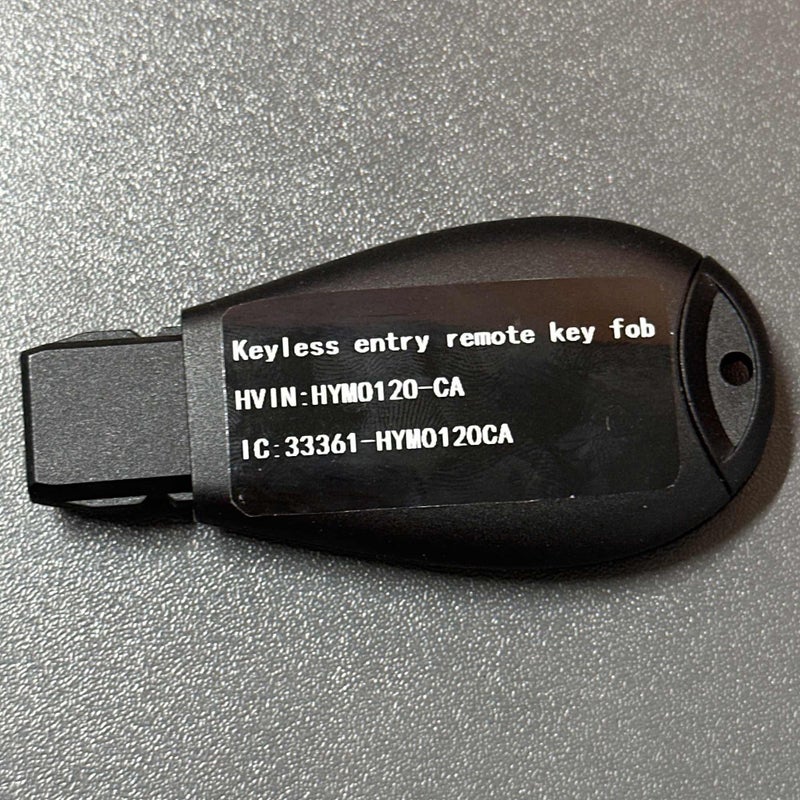 Keyless entry remote key fob
HVIN:HYM0120-CA
IC:33361-HYM0120CA